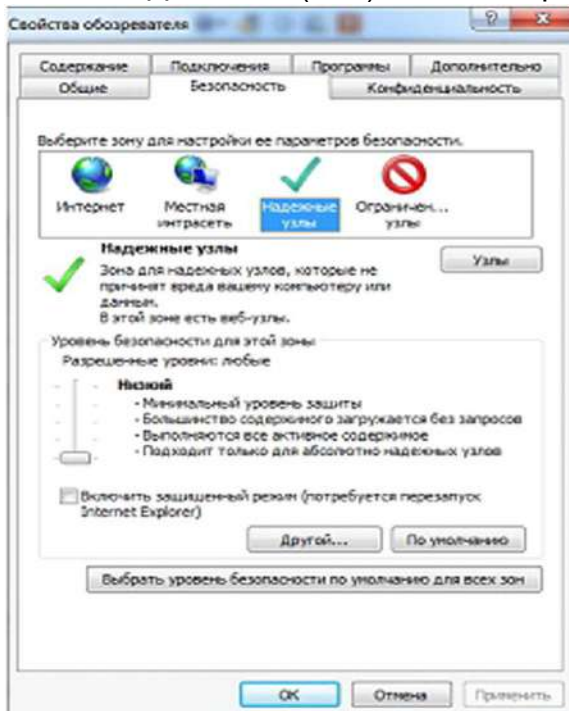 Свойства обозревателя
Содержание Подключения Программы Дополнительно
Общие Безопасность Конфиденциальность
Выберите зону для настройки ее параметров безопасности.
Интернет Местная интрасеть Надежные узлы Ограничен... узлы
Надежные узлы
Узлы
Зона для надежных узлов, которые не
причинят вреда вашему компьютеру или
данным.
В этой зоне есть веб-узлы.
Уровень безопасности для этой зоны
Разрешенные уровни: любые
Низкий
- Минимальный уровень защиты
- Большинство содержимого загружается без запросов
- Выполняются все активное содержимое
- Подходит только для абсолютно надежных узлов
Включить защищенный режим (потребуется перезапуск
Internet Explorer)
Другой... По умолчанию
Выбрать уровень безопасности по умолчанию для всех зон
ОК Отмена Применить